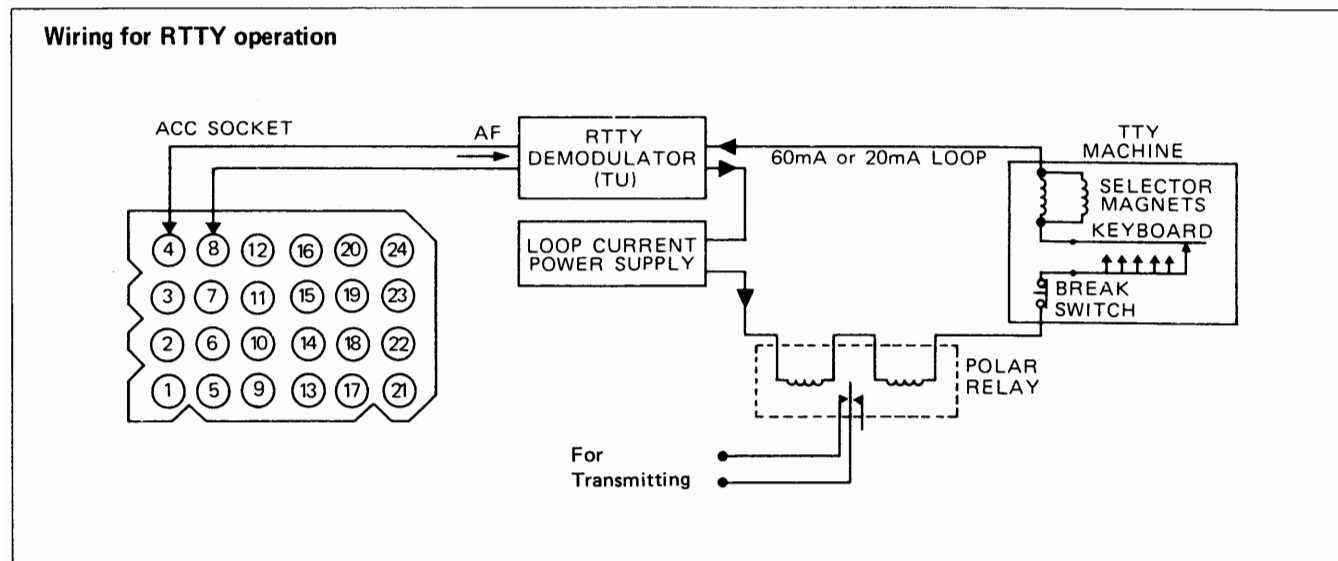 Wiring for RTTY operation
ACC SOCKET
AF
RTTY
DEMODULATOR
(TU)
60mA or 20mA LOOP
TTY
MACHINE
SELECTOR
MAGNETS
KEYBOARD
BREAK
SWITCH
LOOP CURRENT
POWER SUPPLY
4 8 12 16 20 24
3 7 11 15 19 23
2 6 10 14 18 22
1 5 9 13 17 21
POLAR
RELAY
For
Transmitting